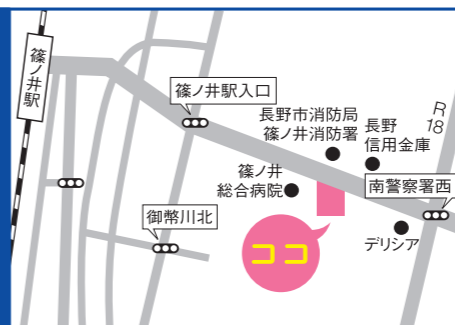 篠ノ井駅
篠ノ井駅入口
長野市消防局
篠ノ井消防署
長野
信用金庫
R
18
篠ノ井
総合病院
南警察署西
御幣川北
デリシア
ココ